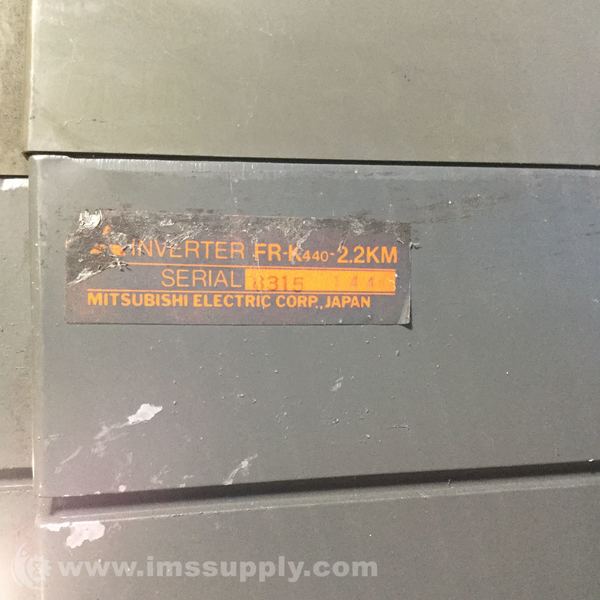 INVERTER FR-K440-2.2KM
SERIAL
MITSUBISHI ELECTRIC CORP., JAPAN
www.imssupply.com